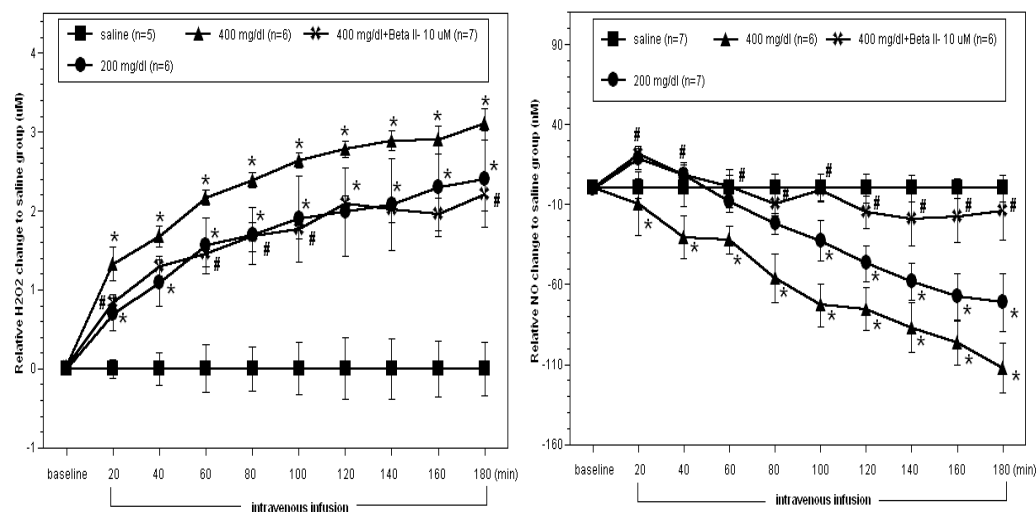 saline (n=5) 400 mg/dl (n=6) 400 mg/dl+Beta II- 10 uM (n=7)
200 mg/dl (n=6)
Relative H2O2 change to saline group (uM)
4
3
2
1
0
-1
* * * * * * * * *
# * * # * # * * # * * * * #
baseline 20 40 60 80 100 120 140 160 180 (min)
intravenous infusion
saline (n=7) 400 mg/dl (n=6) 400 mg/dl+Beta II- 10 uM (n=6)
200 mg/dl (n=7)
Relative NO change to saline group (nM)
90
40
-10
-60
-110
-160
# # # # # # # # #
* * * * *
* * * * * * * * *
baseline 20 40 60 80 100 120 140 160 180 (min)
intravenous infusion